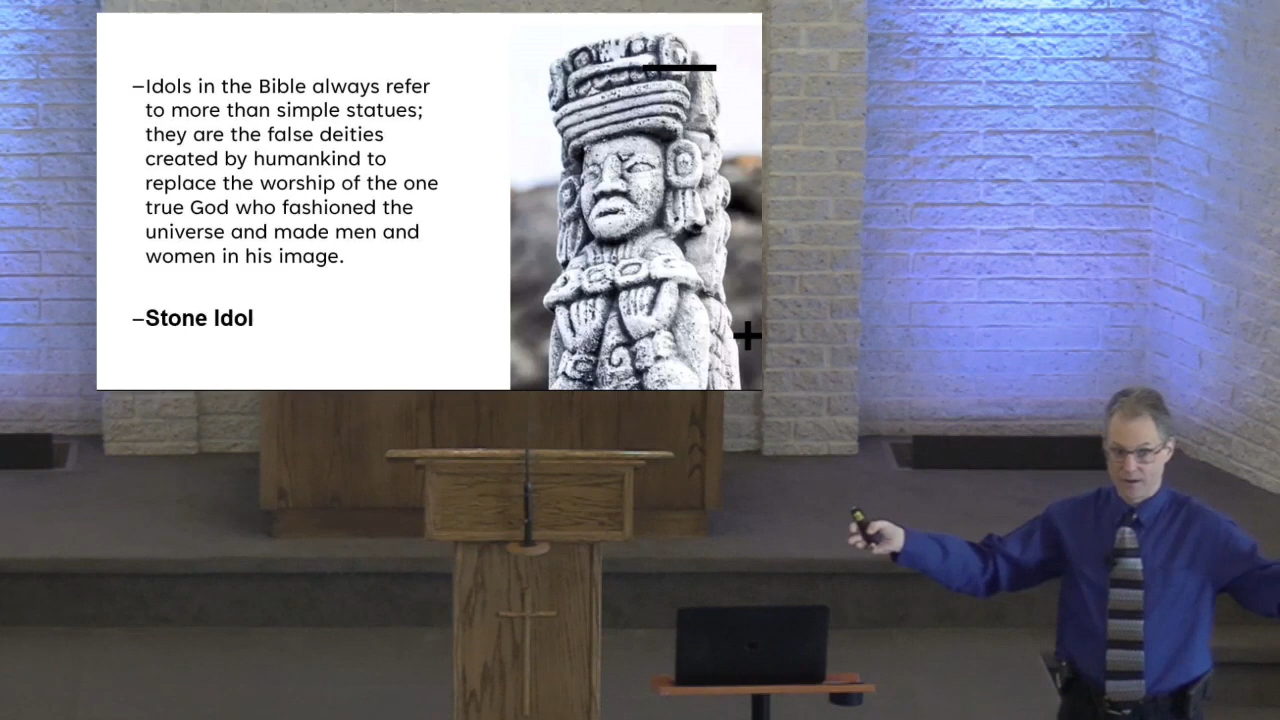 –Idols in the Bible always refer
to more than simple statues;
they are the false deities
created by humankind to
replace the worship of the one
true God who fashioned the
universe and made men and
women in his image.
–Stone Idol